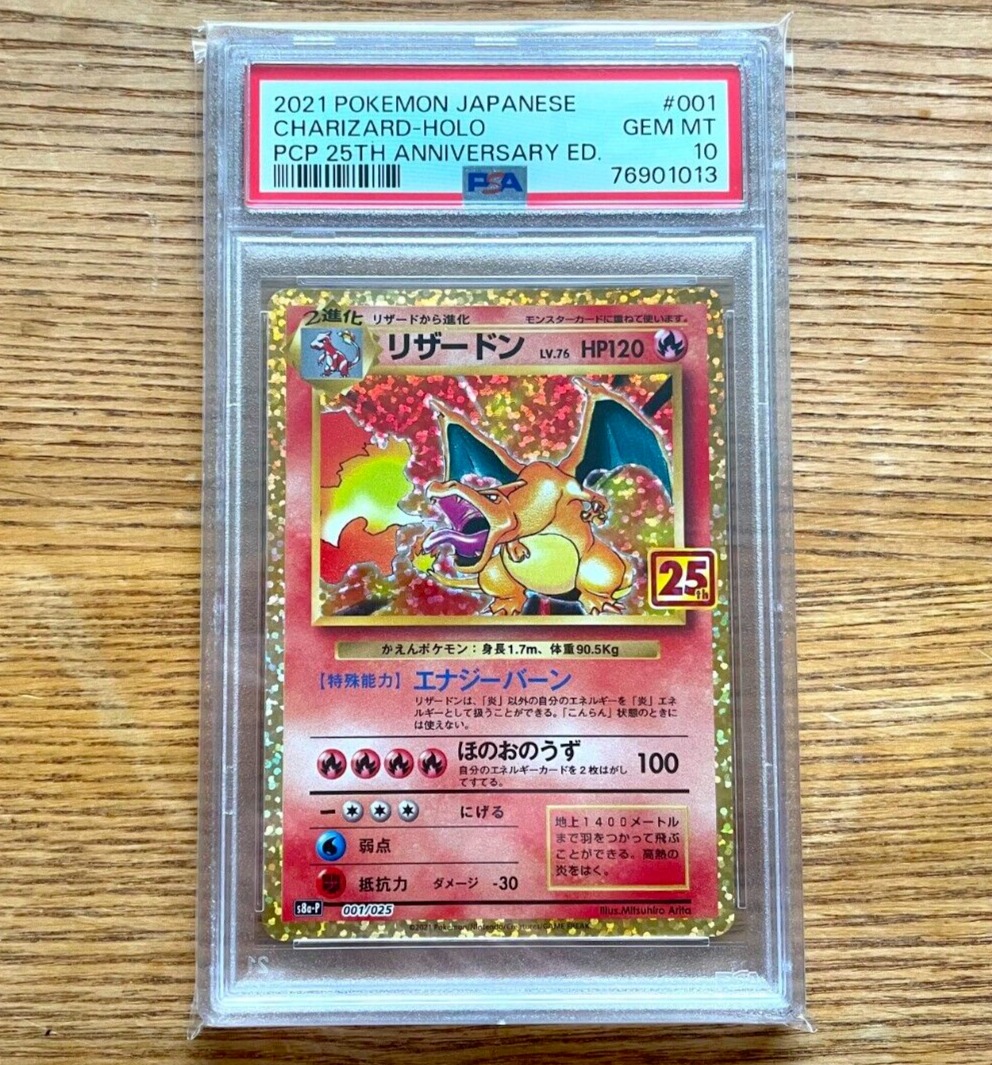 2021 POKEMON JAPANESE #001
CHARIZARD-HOLO GEM MT
PCP 25TH ANNIVERSARY ED. 10
PSA 76901013
2進化 リザードから進化 モンスターカードに重ねて使います。
リザードン LV.76 HP120
25th
かえんポケモン:身長1.7m、体重90.5Kg
【特殊能力】エナジーバーン
リザードンは、「炎」以外の自分のエネルギーを「炎」エネ
ルギーとして扱うことができる。「こんらん」状態のときに
は使えない。
ほのおのうず 100
自分のエネルギーカードを2枚はがし
てすてる。
ー にげる
弱点
抵抗力 ダメージ -30
地上1400メートル
まで羽をつかって飛ぶ
ことができる。高熱の
炎をはく。
s8a-P 001/025 Illus.Mitsuhiro Arita
©2021 Pokémon/Nintendo/Creatures/GAME FREAK